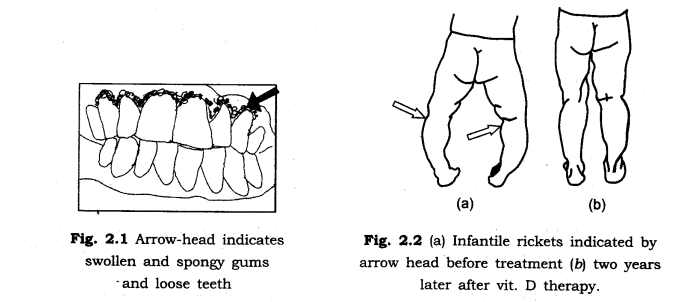 Fig. 2.1 Arrow-head indicates
swollen and spongy gums
and loose teeth
(a)
(b)
Fig. 2.2 (a) Infantile rickets indicated by
arrow head before treatment (b) two years
later after vit. D therapy.